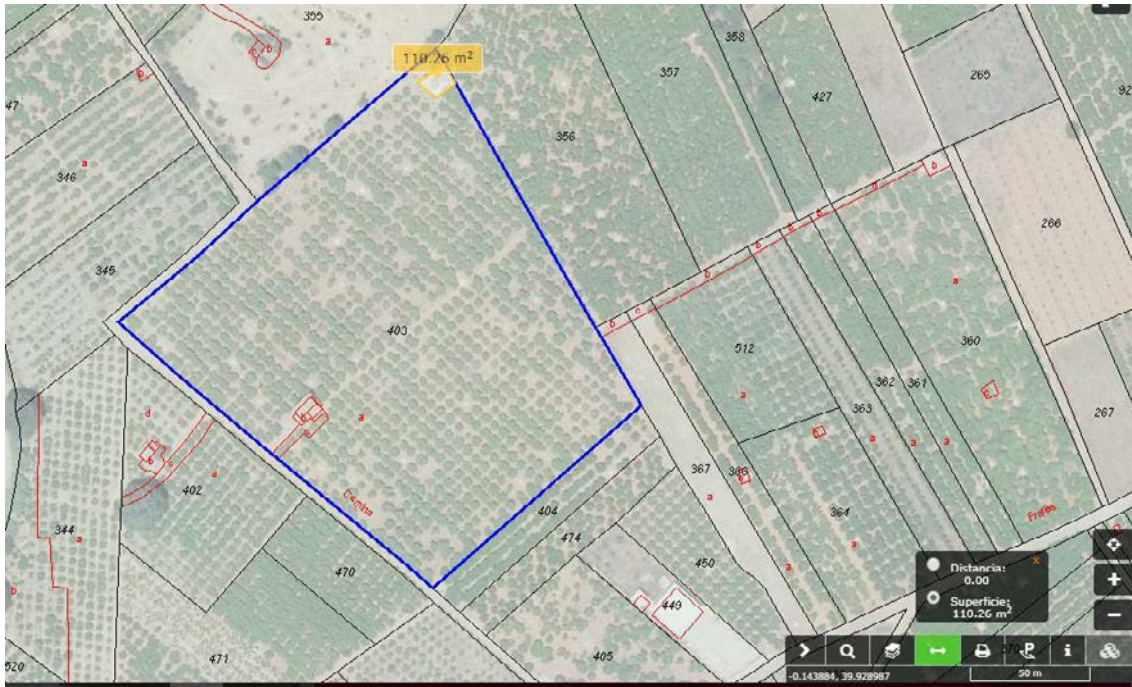 355
a
b
110.26 m²
358
357
265
427
92
b
47
a
346
356
b
266
345
b
403
a
b
512
360
362
361
363
267
a
b
a
d
367
366
402
a
404
364
Camino
344
a
474
450
470
449
405
471
520
b
Distancia:
0.00
Superficie:
110.26 m²
x
-0.143884, 39.928987
50 m